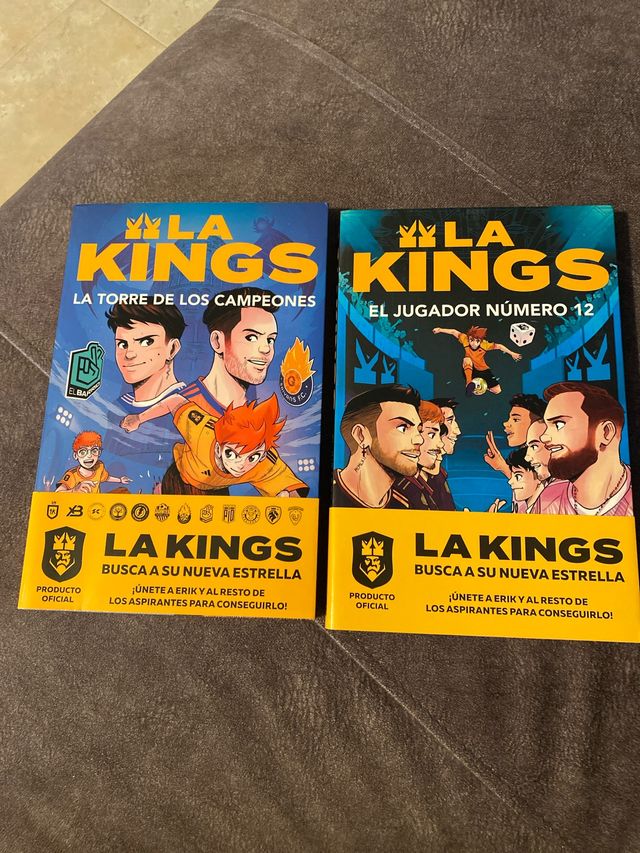 LA
KINGS
LA TORRE DE LOS CAMPEONES
EL BARRIO
PRODUCTO
OFICIAL
LA KINGS
BUSCA A SU NUEVA ESTRELLA
¡ÚNETE A ERIK Y AL RESTO DE
LOS ASPIRANTES PARA CONSEGUIRLO!
LA
KINGS
EL JUGADOR NÚMERO 12
PRODUCTO
OFICIAL
LA KINGS
BUSCA A SU NUEVA ESTRELLA
¡ÚNETE A ERIK Y AL RESTO DE
LOS ASPIRANTES PARA CONSEGUIRLO!